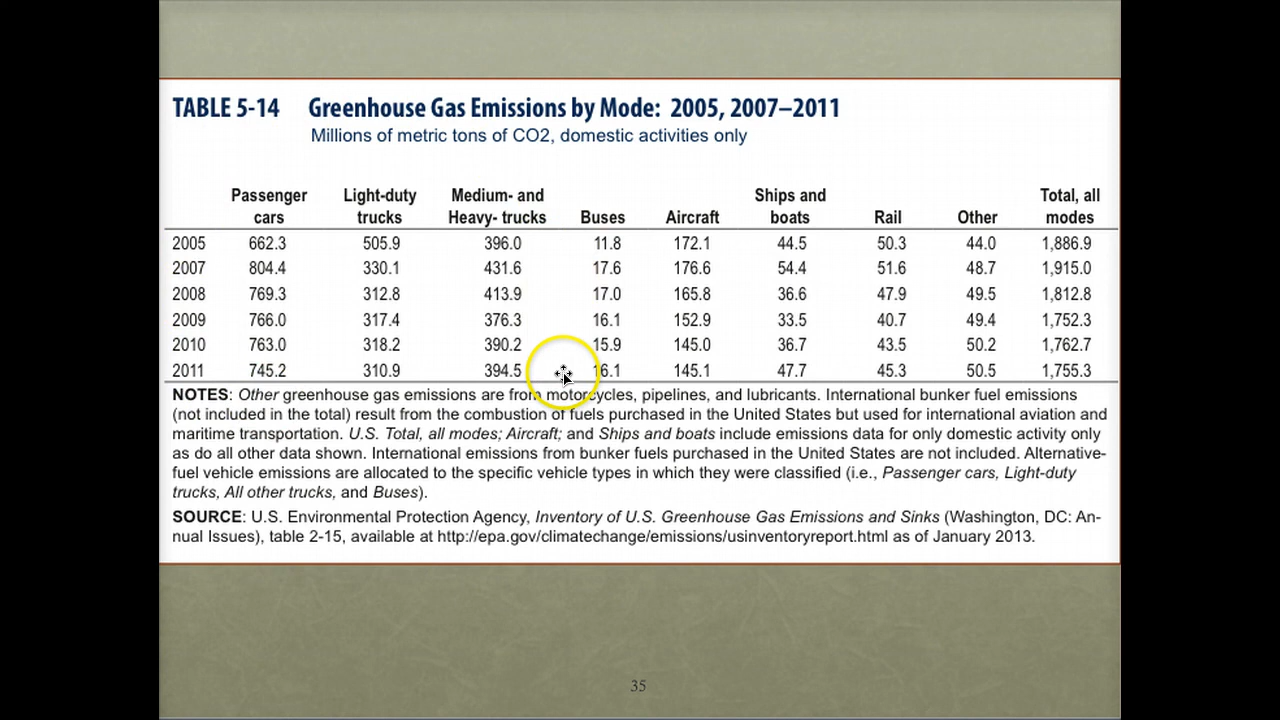 TABLE 5-14 Greenhouse Gas Emissions by Mode: 2005, 2007–2011
Millions of metric tons of CO2, domestic activities only
Passenger cars Light-duty trucks Medium- and Heavy- trucks Buses Aircraft Ships and boats Rail Other Total, all modes
2005 662.3 505.9 396.0 11.8 172.1 44.5 50.3 44.0 1,886.9
2007 804.4 330.1 431.6 17.6 176.6 54.4 51.6 48.7 1,915.0
2008 769.3 312.8 413.9 17.0 165.8 36.6 47.9 49.5 1,812.8
2009 766.0 317.4 376.3 16.1 152.9 33.5 40.7 49.4 1,752.3
2010 763.0 318.2 390.2 15.9 145.0 36.7 43.5 50.2 1,762.7
2011 745.2 310.9 394.5 16.1 145.1 47.7 45.3 50.5 1,755.3
NOTES: Other greenhouse gas emissions are from motorcycles, pipelines, and lubricants. International bunker fuel emissions
(not included in the total) result from the combustion of fuels purchased in the United States but used for international aviation and
maritime transportation. U.S. Total, all modes; Aircraft; and Ships and boats include emissions data for only domestic activity only
as do all other data shown. International emissions from bunker fuels purchased in the United States are not included. Alternative-
fuel vehicle emissions are allocated to the specific vehicle types in which they were classified (i.e., Passenger cars, Light-duty
trucks, All other trucks, and Buses).
SOURCE: U.S. Environmental Protection Agency, Inventory of U.S. Greenhouse Gas Emissions and Sinks (Washington, DC: An-
nual Issues), table 2-15, available at http://epa.gov/climatechange/emissions/usinventoryreport.html as of January 2013.
35